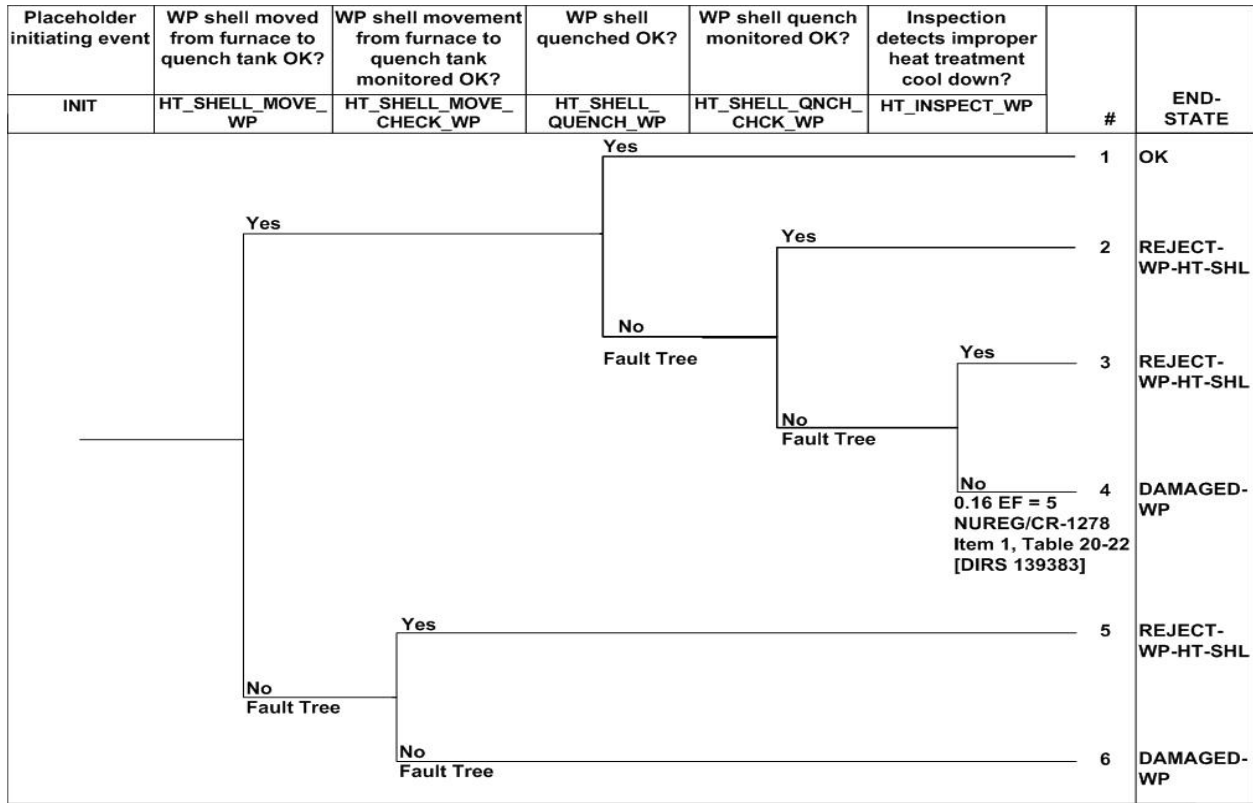 Placeholder
initiating event
WP shell moved
from furnace to
quench tank OK?
WP shell movement
from furnace to
quench tank
monitored OK?
WP shell
quenched OK?
WP shell quench
monitored OK?
Inspection
detects improper
heat treatment
cool down?
INIT
HT_SHELL_MOVE_
WP
HT_SHELL_MOVE_
CHECK_WP
HT_SHELL_
QUENCH_WP
HT_SHELL_QNCH_
CHCK_WP
HT_INSPECT_WP
#
END-
STATE
Yes
1
OK
Yes
Yes
2
REJECT-
WP-HT-SHL
No
Fault Tree
Yes
3
REJECT-
WP-HT-SHL
No
Fault Tree
No
4
DAMAGED-
WP
0.16 EF = 5
NUREG/CR-1278
Item 1, Table 20-22
[DIRS 139383]
Yes
5
REJECT-
WP-HT-SHL
No
Fault Tree
No
Fault Tree
6
DAMAGED-
WP